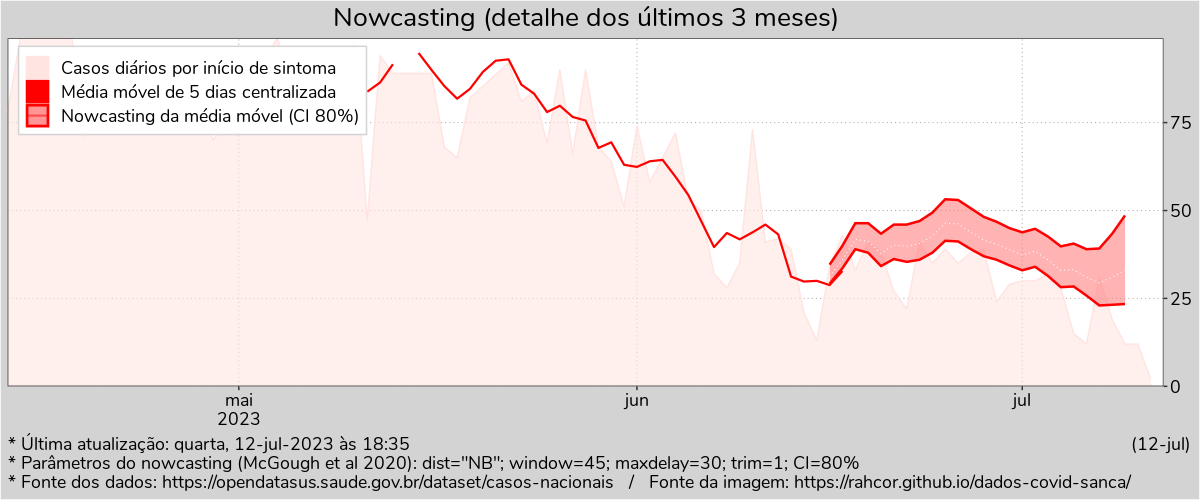 Nowcasting (detalhe dos últimos 3 meses)
Casos diários por início de sintoma
Média móvel de 5 dias centralizada
Nowcasting da média móvel (CI 80%)
75
50
25
0
mai
2023
jun
jul
* Última atualização: quarta, 12-jul-2023 às 18:35
(12-jul)
* Parâmetros do nowcasting (McGough et al 2020): dist="NB"; window=45; maxdelay=30; trim=1; CI=80%
* Fonte dos dados: https://opendatasus.saude.gov.br/dataset/casos-nacionais / Fonte da imagem: https://rahcor.github.io/dados-covid-sanca/